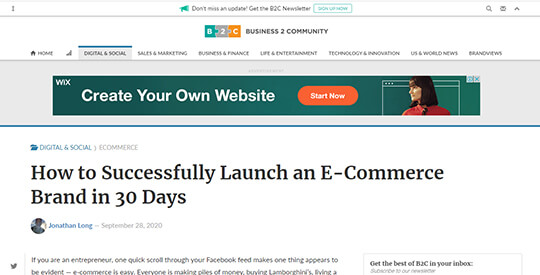 Don't miss an update! Get the B2C Newsletter SIGN UP NOW
B2C BUSINESS 2 COMMUNITY
HOME DIGITAL & SOCIAL SALES & MARKETING BUSINESS & FINANCE LIFE & ENTERTAINMENT TECHNOLOGY & INNOVATION US & WORLD NEWS BRANDVIEWS
ADVERTISEMENT
WIX Create Your Own Website Start Now
DIGITAL & SOCIAL ) ECOMMERCE
How to Successfully Launch an E-Commerce
Brand in 30 Days
Jonathan Long — September 28, 2020
If you are an entrepreneur, one quick scroll through your Facebook feed makes one thing appears to
be evident — e-commerce is easy. Everyone is making piles of money, buying Lamborghini's, living a
Get the best of B2C in your inbox:
Subscribe to our newsletter